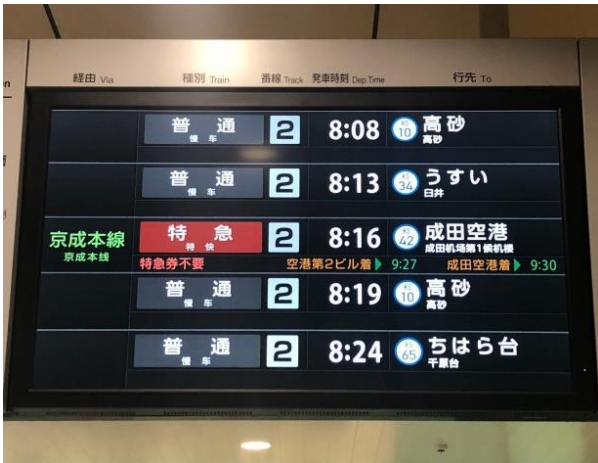 経由 Via 種別 Train 番線 Track 発車時刻 Dep.Time 行先 To
普通 2 8:08 KS 10 高砂
慢车 高砂
普通 2 8:13 KS 34 うすい
慢车 臼井
京成本線 特急 2 8:16 KS 42 成田空港
京成本线 特快 成田机场第1候机楼
特急券不要 空港第2ビル着▶ 9:27 成田空港着▶ 9:30
普通 2 8:19 KS 10 高砂
慢车 高砂
普通 2 8:24 KS 65 ちはら台
慢车 千原台